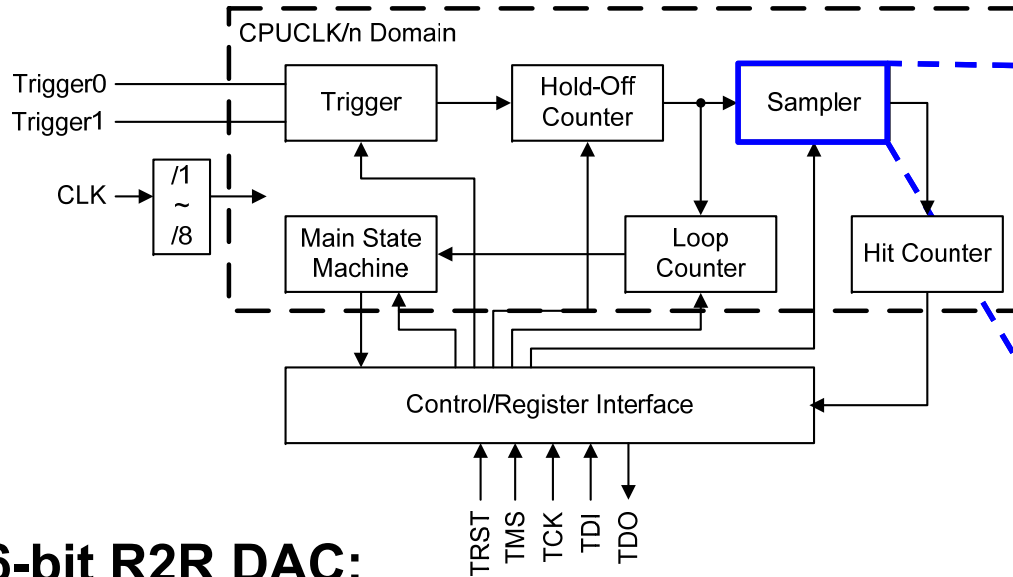 CPUCLK/n Domain
Trigger0
Trigger1
Trigger
Hold-Off
Counter
Sampler
CLK
/1
~
/8
Main State
Machine
Loop
Counter
Hit Counter
Control/Register Interface
TRST
TMS
TCK
TDI
TDO
6-bit R2R DAC: